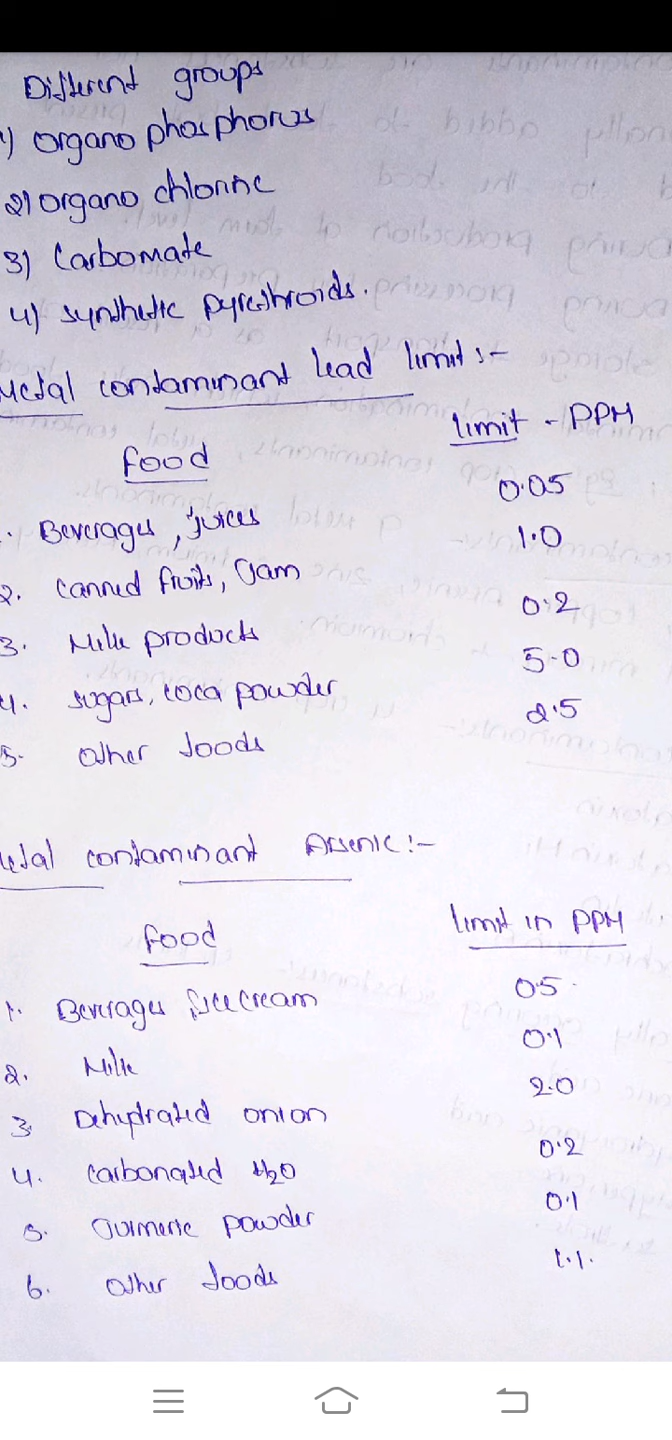 Different groups
1) organo phosphorus
2) organo chlorine
3) Carbomate
4) synthetic pyrethroids.
Metal contaminant lead limit :-
food limit - PPM
1. Beverages, juices 0.05
2. Canned fruits, Jam 1.0
3. Milk products 0.2
4. sugars, coca powder 5.0
5. other foods 2.5
Metal contaminant Arsenic :-
food limit in PPM
1. Beverages, Ice cream 0.5
2. Milk 0.1
3. Dehydrated onion 2.0
4. carbonated H2O 0.2
5. Turmeric powder 0.1
6. other foods 1.1.